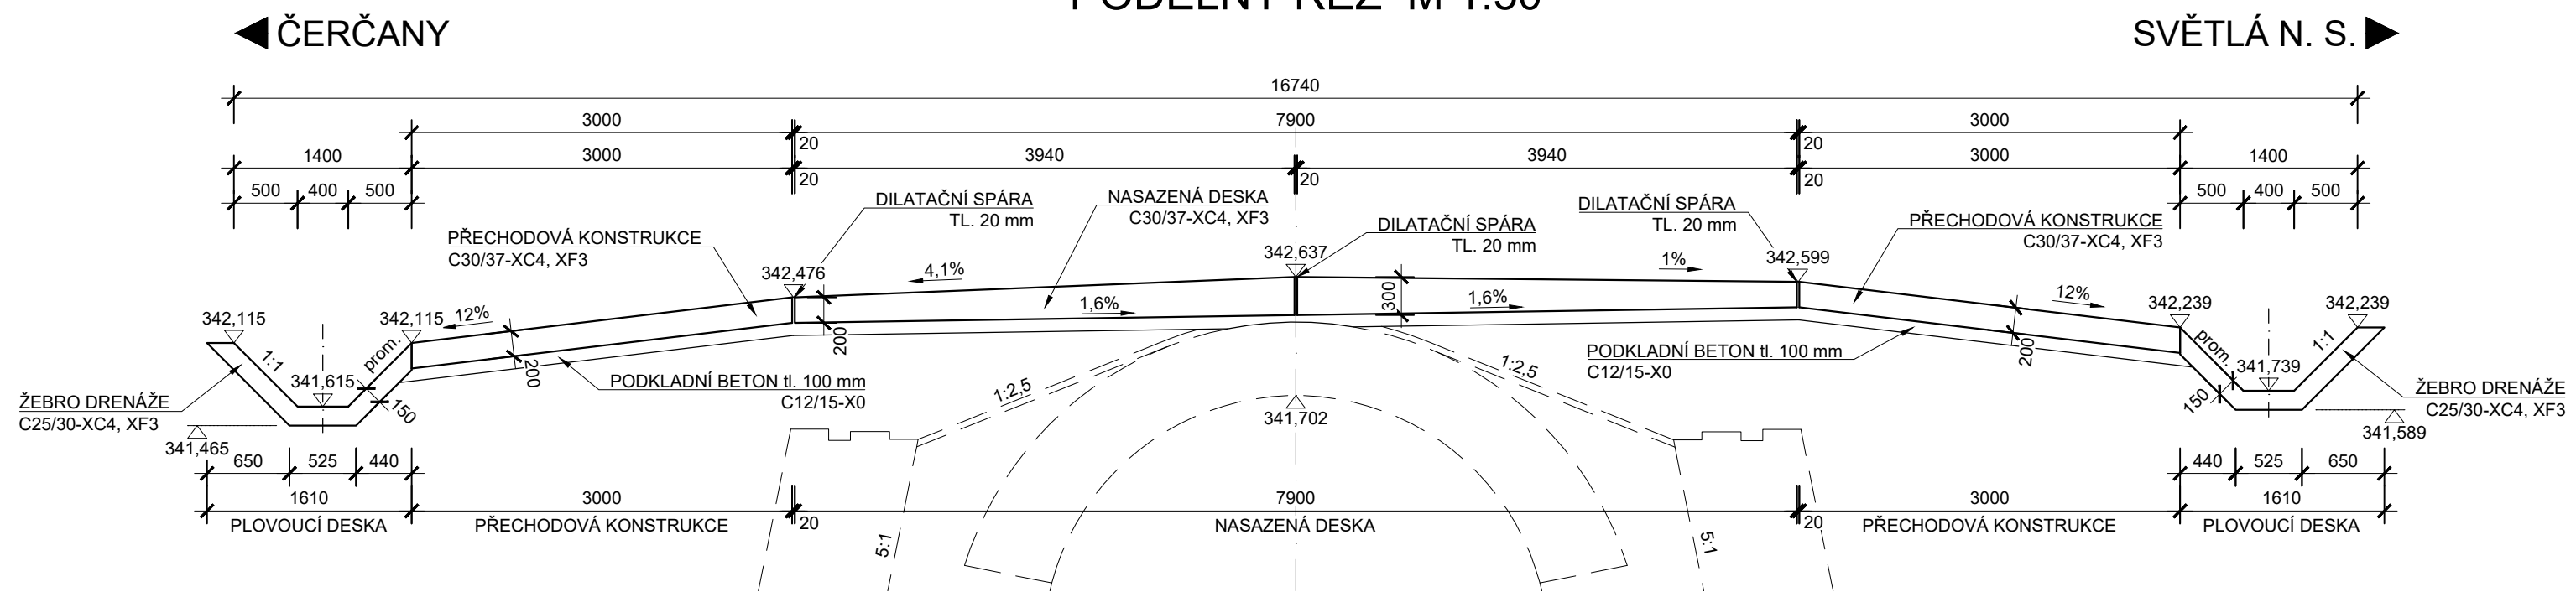 PODÉLNÝ ŘEZ M 1:50
ČERČANY
SVĚTLÁ N. S.
16740
3000
7900
3000
20
20
1400
3000
3940
3940
3000
1400
20
20
20
500
400
500
500
400
500
DILATAČNÍ SPÁRA
TL. 20 mm
NASAZENÁ DESKA
C30/37-XC4, XF3
DILATAČNÍ SPÁRA
TL. 20 mm
DILATAČNÍ SPÁRA
TL. 20 mm
PŘECHODOVÁ KONSTRUKCE
C30/37-XC4, XF3
PŘECHODOVÁ KONSTRUKCE
C30/37-XC4, XF3
342,476
4,1%
342,637
1%
342,599
342,115
342,115
12%
1,6%
300
1,6%
12%
342,239
342,239
1:1
prom.
200
200
200
prom.
1:1
341,615
341,739
PODKLADNÍ BETON tl. 100 mm
C12/15-X0
PODKLADNÍ BETON tl. 100 mm
C12/15-X0
1:2,5
1:2,5
ŽEBRO DRENÁŽE
C25/30-XC4, XF3
150
150
ŽEBRO DRENÁŽE
C25/30-XC4, XF3
341,702
341,465
341,589
650
525
440
440
525
650
1610
3000
7900
3000
1610
20
20
PLOVOUCÍ DESKA
PŘECHODOVÁ KONSTRUKCE
NASAZENÁ DESKA
PŘECHODOVÁ KONSTRUKCE
PLOVOUCÍ DESKA
5:1
5:1